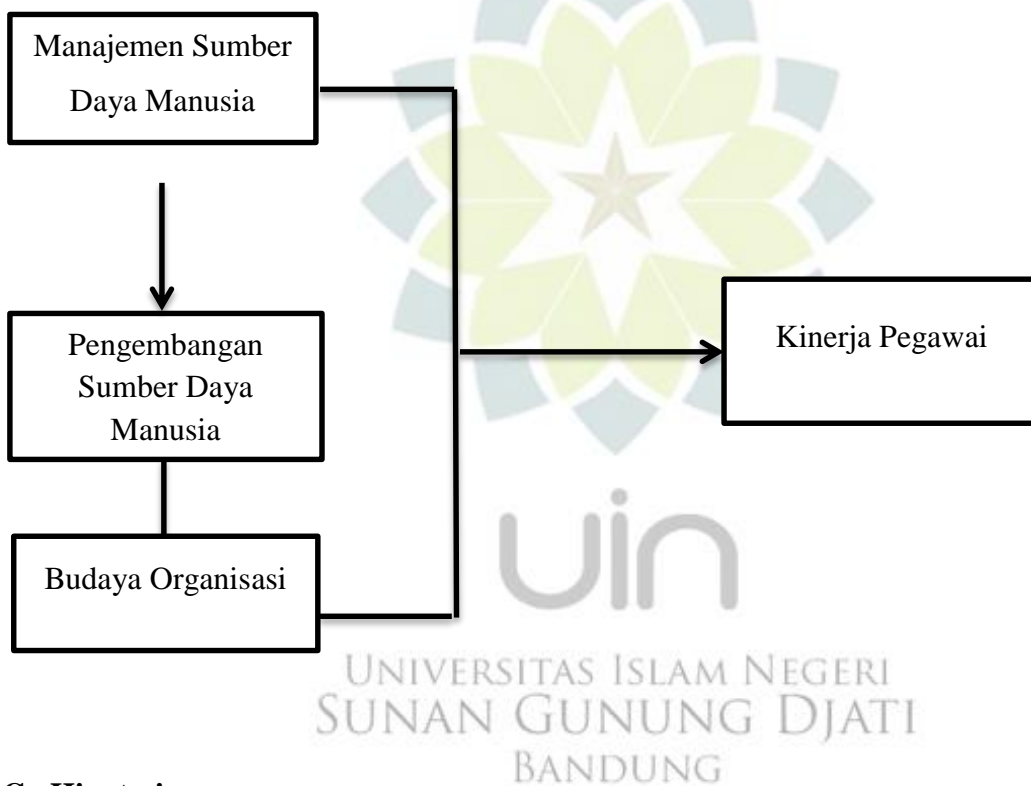 Manajemen Sumber
Daya Manusia
Pengembangan
Sumber Daya
Manusia
Kinerja Pegawai
Budaya Organisasi
uin
UNIVERSITAS ISLAM NEGERI
SUNAN GUNUNG DJATI
BANDUNG